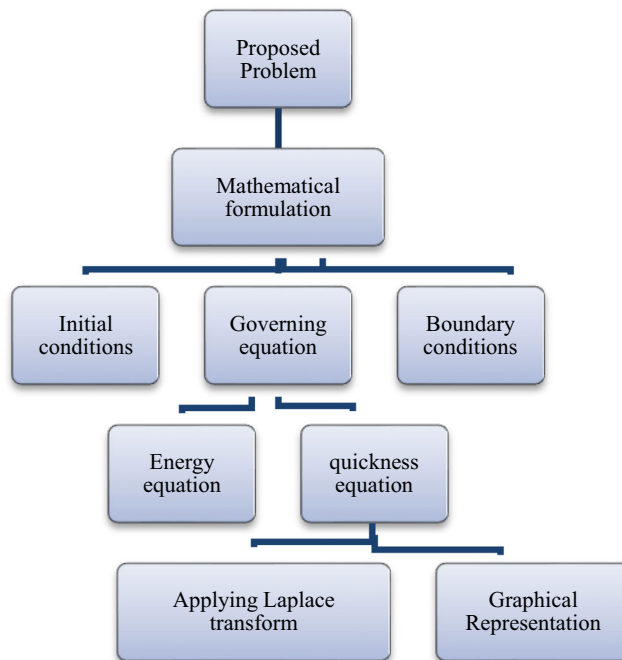 Proposed
Problem
Mathematical
formulation
Initial
conditions
Governing
equation
Boundary
conditions
Energy
equation
quickness
equation
Applying Laplace
transform
Graphical
Representation